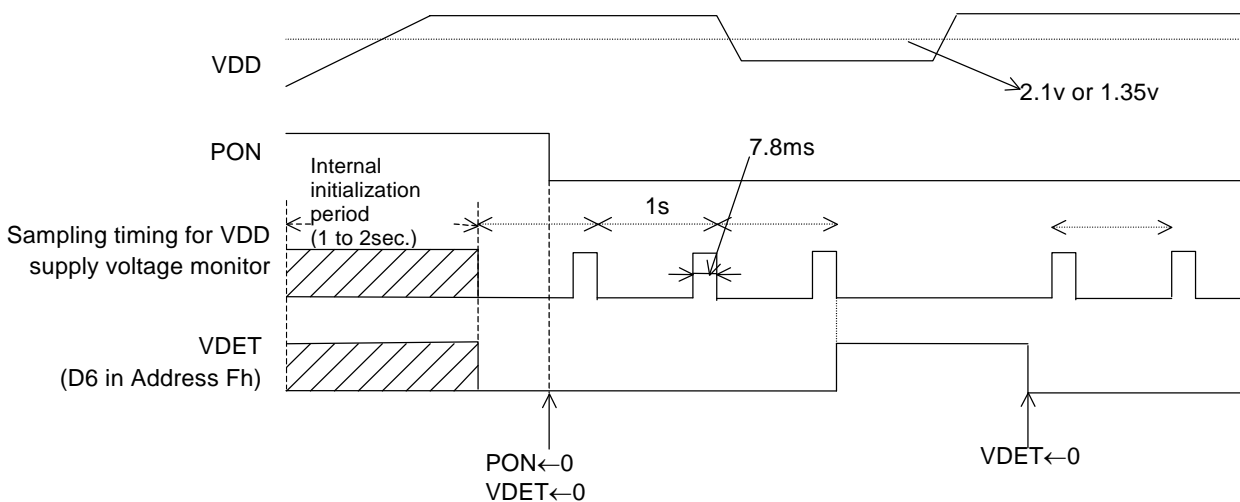 VDD
2.1v or 1.35v
PON
7.8ms
Internal
initialization
period
(1 to 2sec.)
1s
Sampling timing for VDD
supply voltage monitor
VDET
(D6 in Address Fh)
PON←0
VDET←0
VDET←0